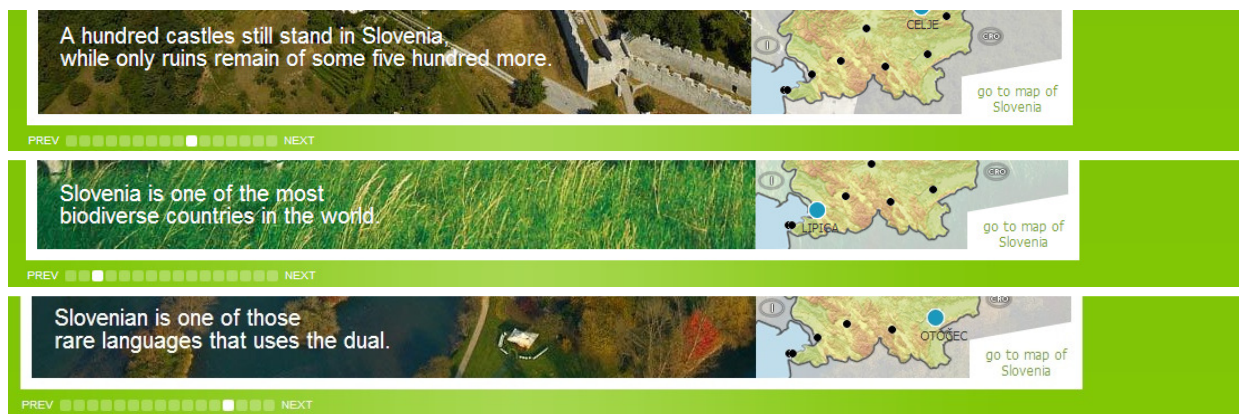 CELJE
A hundred castles still stand in Slovenia,
while only ruins remain of some five hundred more.
I
CRO
go to map of
Slovenia
PREV NEXT
Slovenia is one of the most
biodiverse countries in the world.
I
CRO
LIPICA
go to map of
Slovenia
PREV NEXT
Slovenian is one of those
rare languages that uses the dual.
I
CRO
OTOČEC
go to map of
Slovenia
PREV NEXT